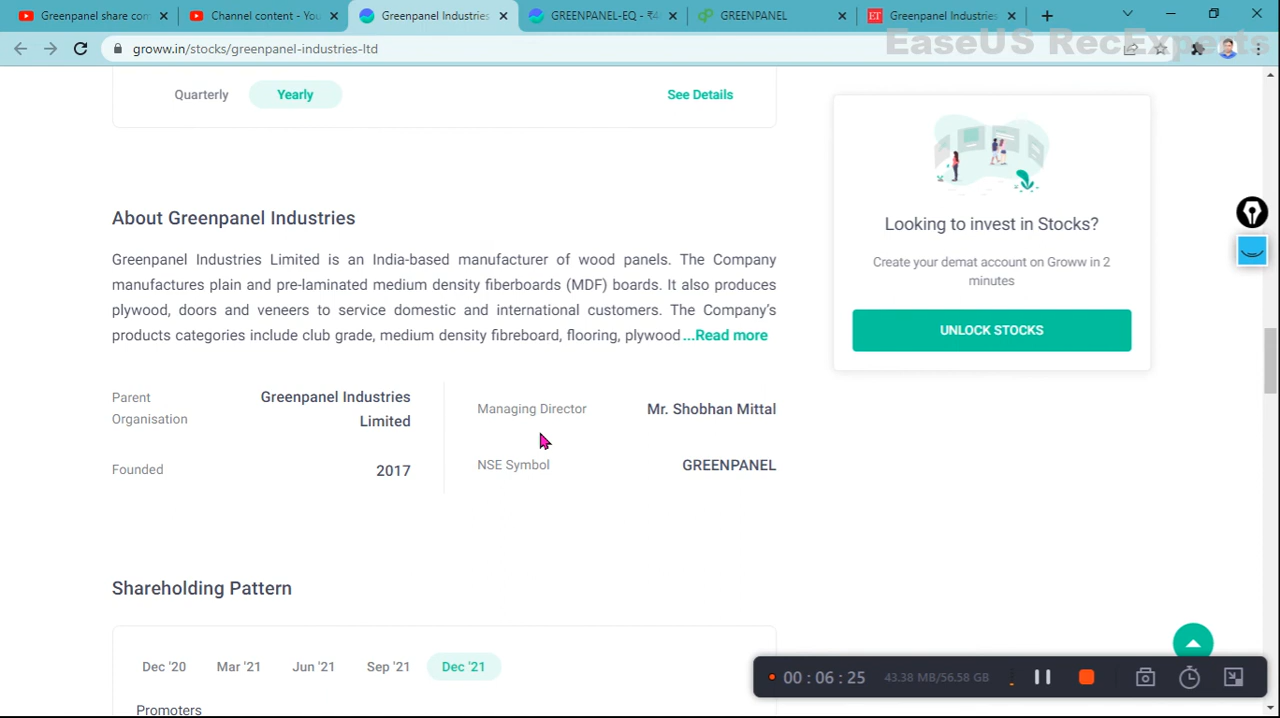 Greenpanel share com
Channel content - You
Greenpanel Industries
GREENPANEL-EQ - ₹4
GREENPANEL
ET Greenpanel Industries
groww.in/stocks/greenpanel-industries-ltd
EaseUS RecExperts
Quarterly Yearly See Details
About Greenpanel Industries
Greenpanel Industries Limited is an India-based manufacturer of wood panels. The Company
manufactures plain and pre-laminated medium density fiberboards (MDF) boards. It also produces
plywood, doors and veneers to service domestic and international customers. The Company's
products categories include club grade, medium density fibreboard, flooring, plywood ...Read more
Parent
Organisation
Greenpanel Industries
Limited
Founded 2017
Managing Director Mr. Shobhan Mittal
NSE Symbol GREENPANEL
Shareholding Pattern
Dec '20 Mar '21 Jun '21 Sep '21 Dec '21
Promoters
Looking to invest in Stocks?
Create your demat account on Groww in 2
minutes
UNLOCK STOCKS
00 : 06 : 25 43.38 MB/56.58 GB